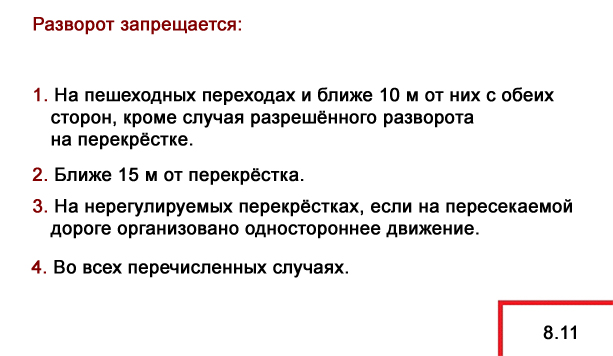 Разворот запрещается:
1. На пешеходных переходах и ближе 10 м от них с обеих
сторон, кроме случая разрешённого разворота
на перекрёстке.
2. Ближе 15 м от перекрёстка.
3. На нерегулируемых перекрёстках, если на пересекаемой
дороге организовано одностороннее движение.
4. Во всех перечисленных случаях.
8.11